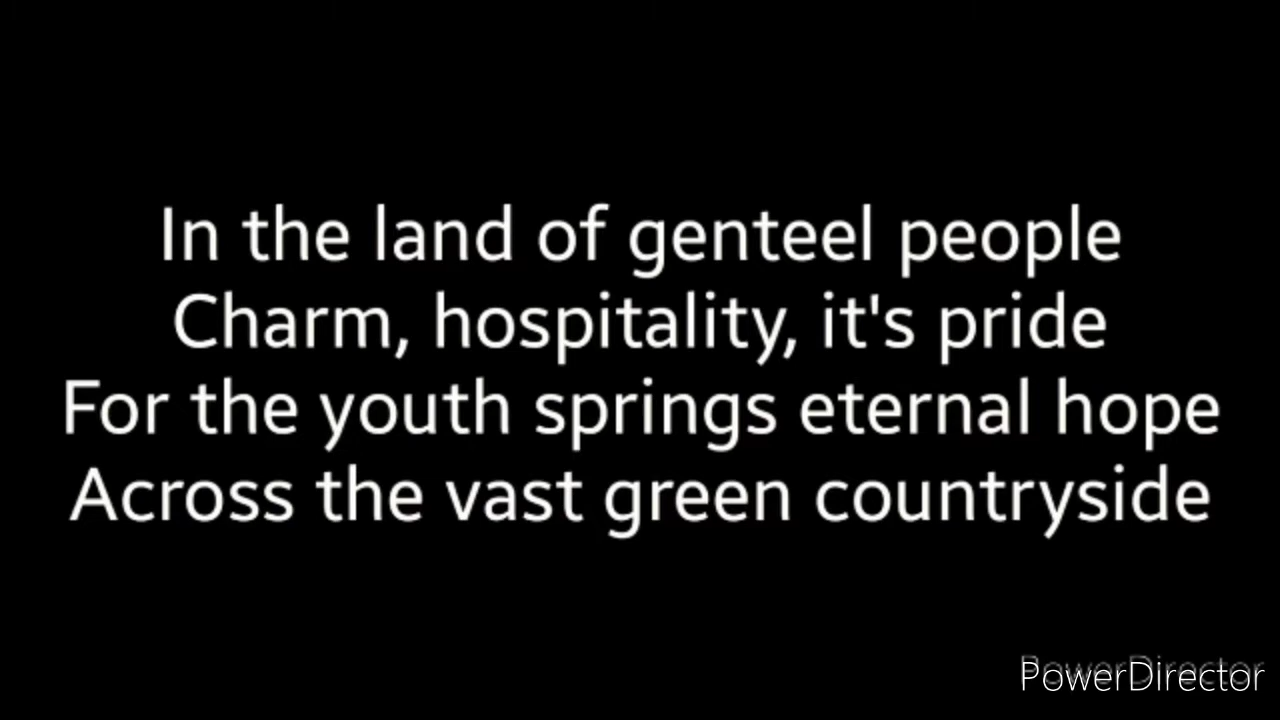 In the land of genteel people
Charm, hospitality, it's pride
For the youth springs eternal hope
Across the vast green countryside
PowerDirector